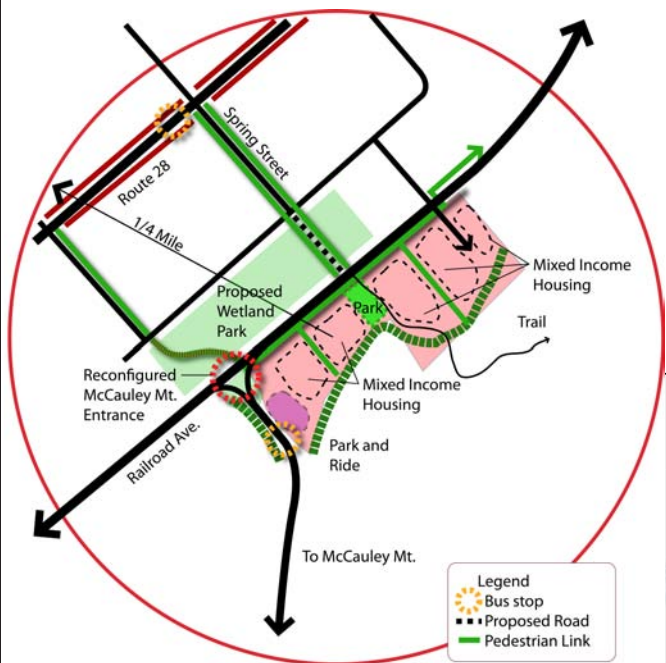 Spring Street
Route 28
1/4 Mile
Proposed
Wetland
Park
Park
Mixed Income
Housing
Trail
Reconfigured
McCauley Mt.
Entrance
Mixed Income
Housing
Railroad Ave.
Park and
Ride
To McCauley Mt.
Legend
Bus stop
Proposed Road
Pedestrian Link